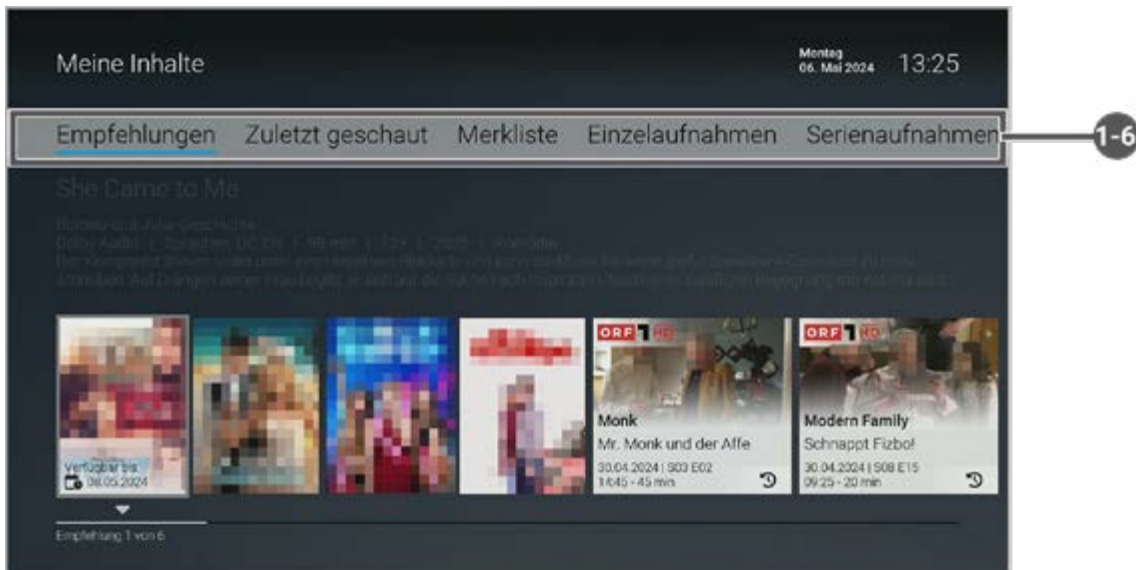 Meine Inhalte
Montag
06. Mai 2024 13:25
Empfehlungen Zuletzt geschaut Merkliste Einzelaufnahmen Serienaufnahmen
1-6
She Came to Me
ORF 1 HD
ORF 1 HD
Monk
Mr. Monk und der Affe
30.04.2024 | S03 E02
14:45 - 45 min
Modern Family
Schnappt Fizbo!
30.04.2024 | S08 E15
09:25 - 20 min
Verfügbar bis
08.05.2024
Empfehlung 1 von 6